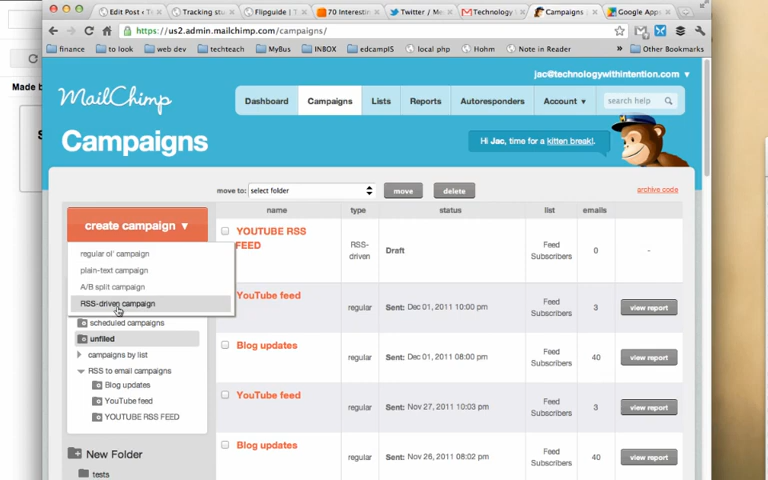 Edit Post
Tracking stu
Flipguide | T
70 Interestin
Twitter / Me
Technology
Campaigns
Google Apps
https://us2.admin.mailchimp.com/campaigns/
finance
to look
web dev
techteach
MyBus
INBOX
edcampIS
local php
Hohm
Note in Reader
Other Bookmarks
Made b
S
jac@technologywithintention.com ▼
MailChimp
Dashboard
Campaigns
Lists
Reports
Autoresponders
Account ▼
search help
Campaigns
Hi Jac, time for a kitten break!.
move to:
select folder
move
delete
archive code
create campaign ▼
regular ol' campaign
plain-text campaign
A/B split campaign
RSS-driven campaign
scheduled campaigns
unfiled
campaigns by list
RSS to email campaigns
Blog updates
YouTube feed
YOUTUBE RSS FEED
New Folder
tests
name type status list emails
YOUTUBE RSS
FEED
RSS-
driven
Draft
Feed
Subscribers
0
-
YouTube feed
regular
Sent: Dec 01, 2011 10:00 pm
Feed
Subscribers
3
view report
Blog updates
regular
Sent: Dec 01, 2011 08:00 pm
Feed
Subscribers
40
view report
YouTube feed
regular
Sent: Nov 27, 2011 10:03 pm
Feed
Subscribers
3
view report
Blog updates
regular
Sent: Nov 26, 2011 08:02 pm
Feed
Subscribers
40
view report